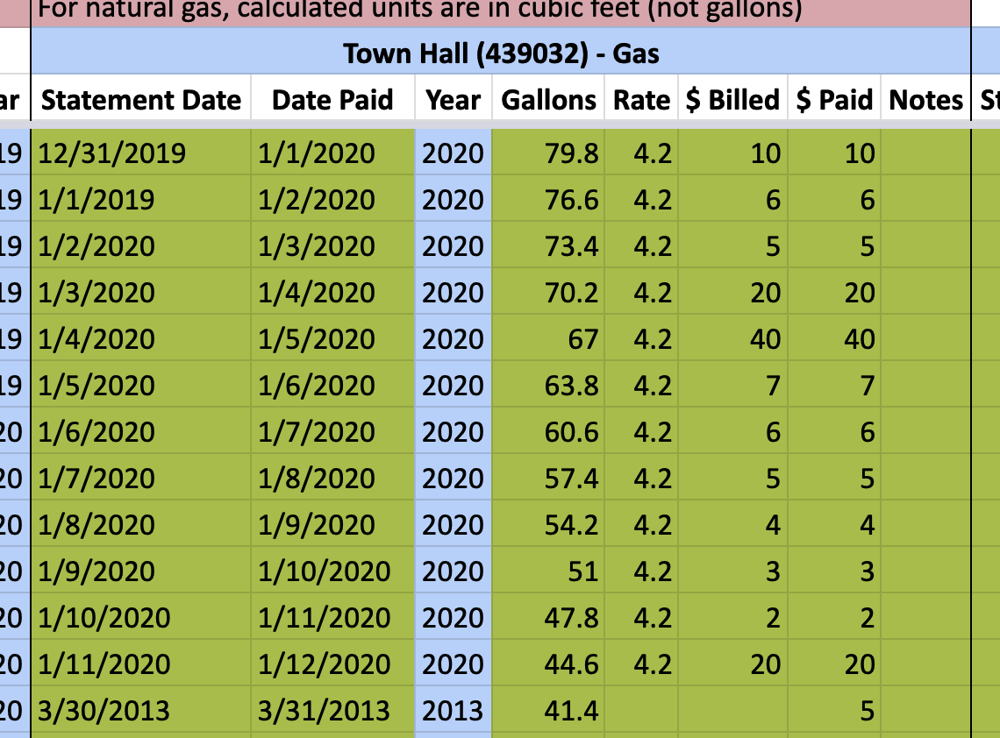 For natural gas, calculated units are in cubic feet (not gallons)
Town Hall (439032) - Gas
ar Statement Date Date Paid Year Gallons Rate $ Billed $ Paid Notes St
19 12/31/2019 1/1/2020 2020 79.8 4.2 10 10
19 1/1/2019 1/2/2020 2020 76.6 4.2 6 6
19 1/2/2020 1/3/2020 2020 73.4 4.2 5 5
19 1/3/2020 1/4/2020 2020 70.2 4.2 20 20
19 1/4/2020 1/5/2020 2020 67 4.2 40 40
19 1/5/2020 1/6/2020 2020 63.8 4.2 7 7
20 1/6/2020 1/7/2020 2020 60.6 4.2 6 6
20 1/7/2020 1/8/2020 2020 57.4 4.2 5 5
20 1/8/2020 1/9/2020 2020 54.2 4.2 4 4
20 1/9/2020 1/10/2020 2020 51 4.2 3 3
20 1/10/2020 1/11/2020 2020 47.8 4.2 2 2
20 1/11/2020 1/12/2020 2020 44.6 4.2 20 20
20 3/30/2013 3/31/2013 2013 41.4 5